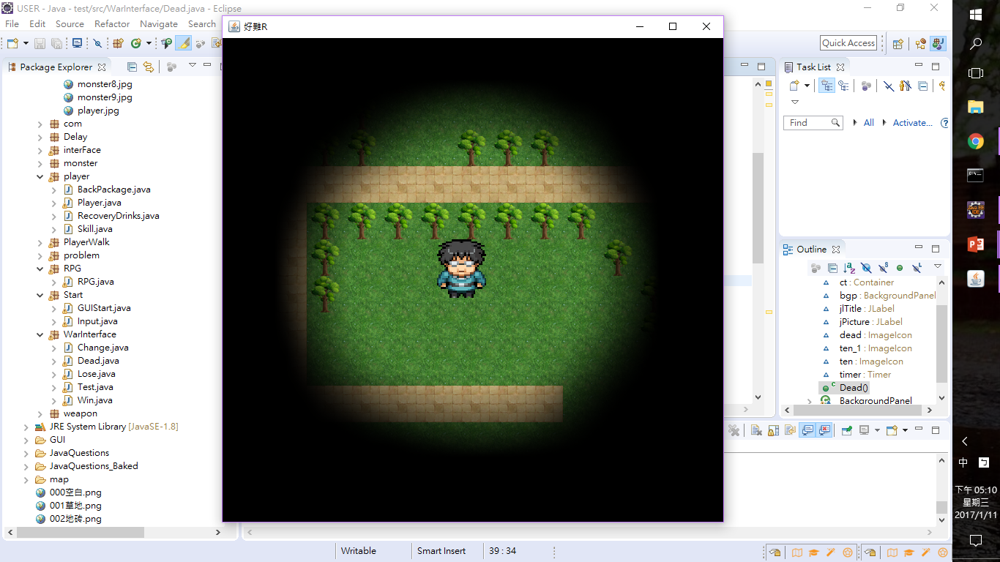 USER - Java - test/src/WarInterface/Dead.java - Eclipse
File Edit Source Refactor Navigate Search
好難R
Quick Access
Package Explorer
monster8.jpg
monster9.jpg
player.jpg
com
Delay
interFace
monster
player
BackPackage.java
Player.java
RecoveryDrinks.java
Skill.java
PlayerWalk
problem
RPG
RPG.java
Start
GUIStart.java
Input.java
WarInterface
Change.java
Dead.java
Lose.java
Test.java
Win.java
weapon
JRE System Library [JavaSE-1.8]
GUI
JavaQuestions
JavaQuestions_Baked
map
000空白.png
001草地.png
002地砖.png
Task List
Find All Activate...
Outline
ct : Container
bgp : BackgroundPanel
jlTitle : JLabel
jPicture : JLabel
dead : ImageIcon
ten_1 : ImageIcon
ten : ImageIcon
timer : Timer
Dead()
BackgroundPanel
Writable Smart Insert 39 : 34
中 ㄅ
下午 05:10
星期三
2017/1/11